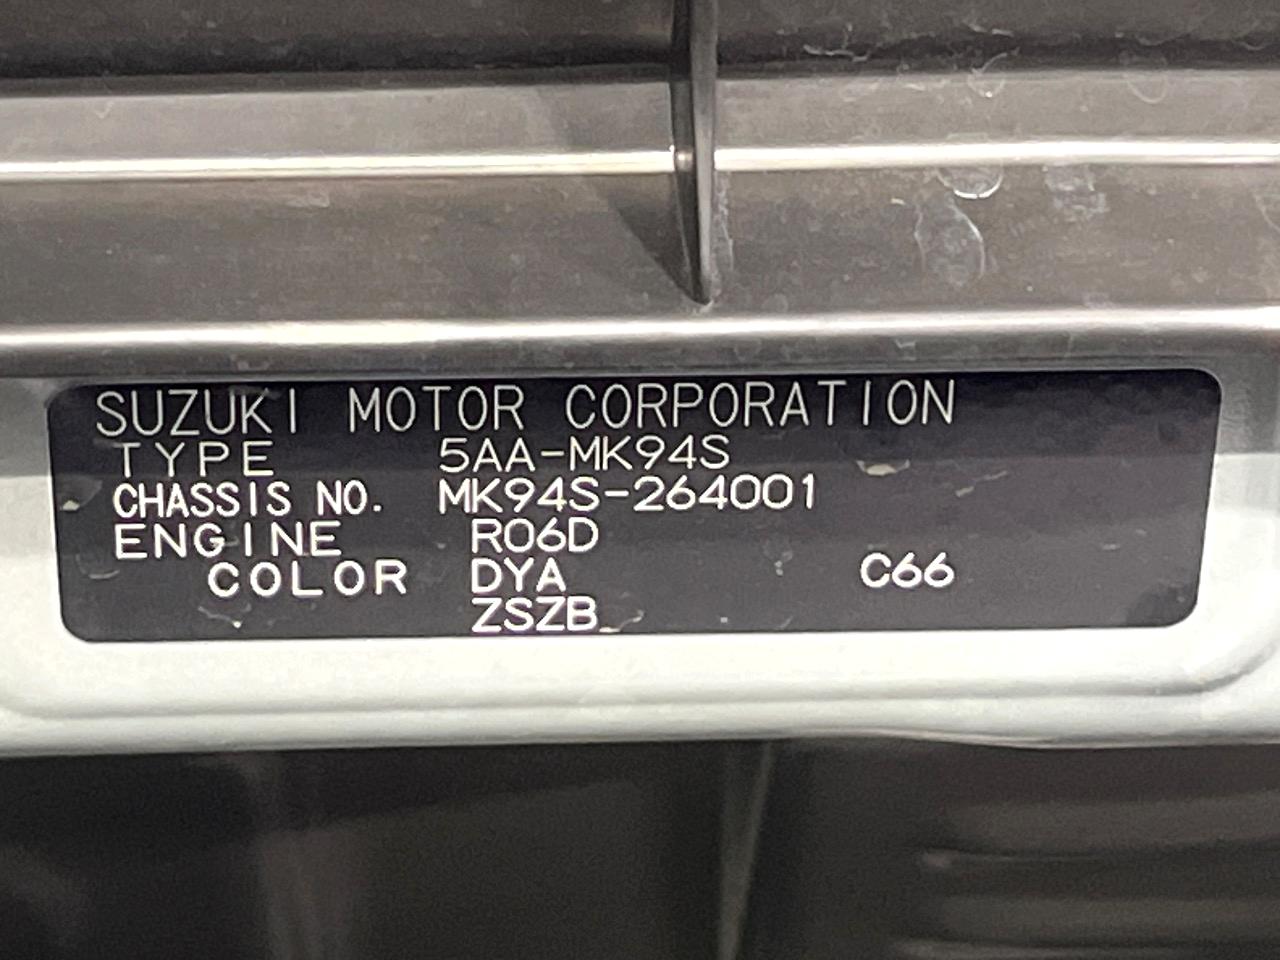 SUZUKI MOTOR CORPORATION
TYPE 5AA-MK94S
CHASSIS NO. MK94S-264001
ENGINE R06D
COLOR DYA C66
ZSZB